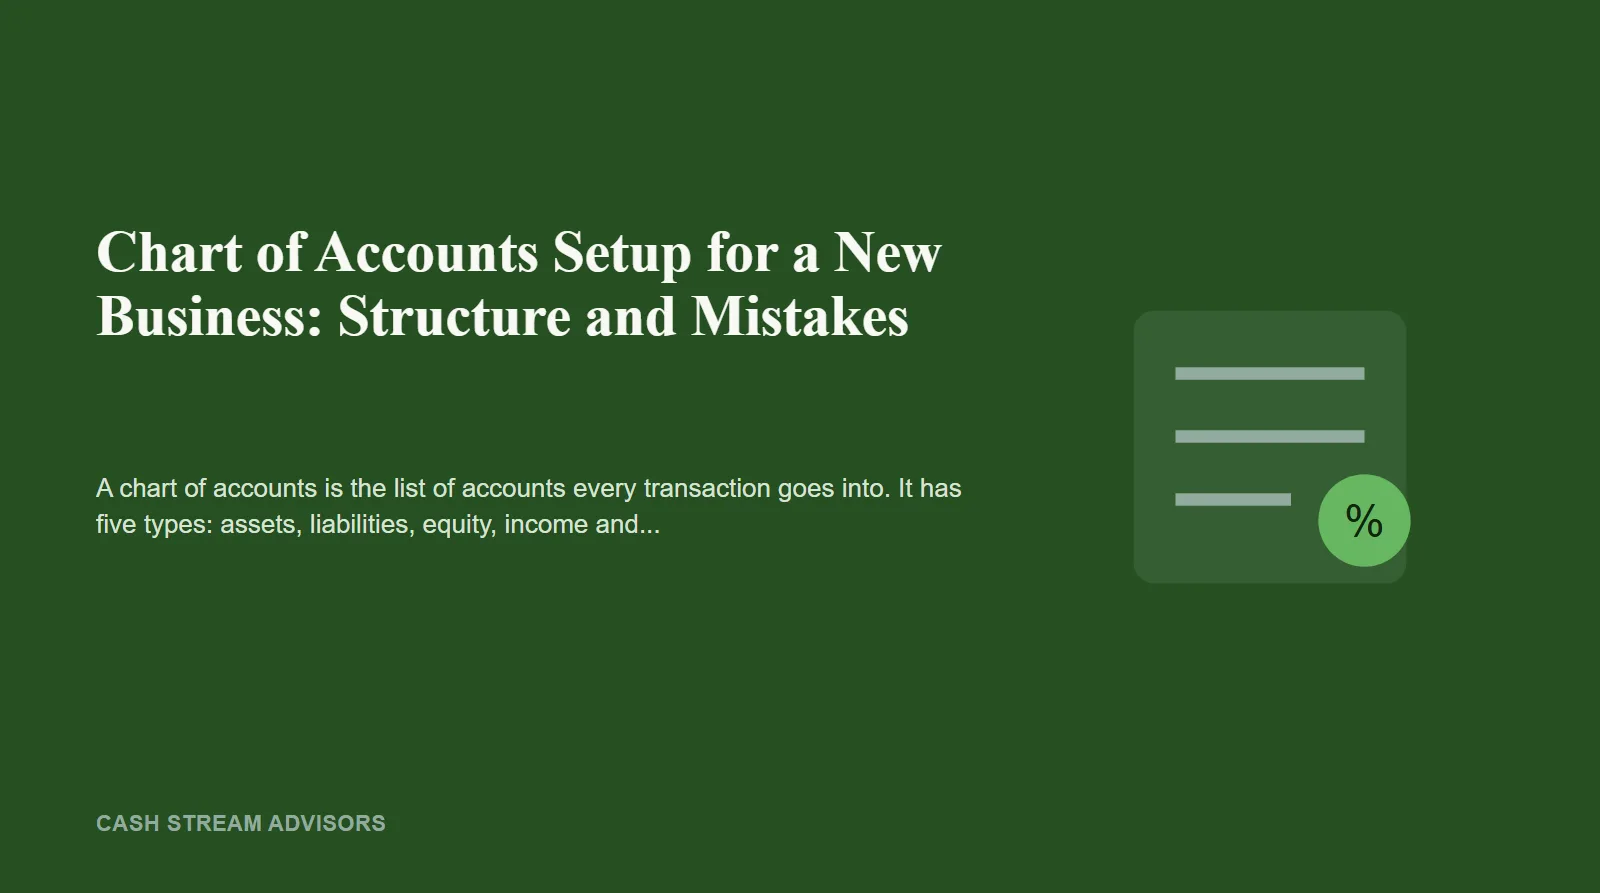 Chart of Accounts Setup for a New
Business: Structure and Mistakes
A chart of accounts is the list of accounts every transaction goes into. It has
five types: assets, liabilities, equity, income and...
%
CASH STREAM ADVISORS